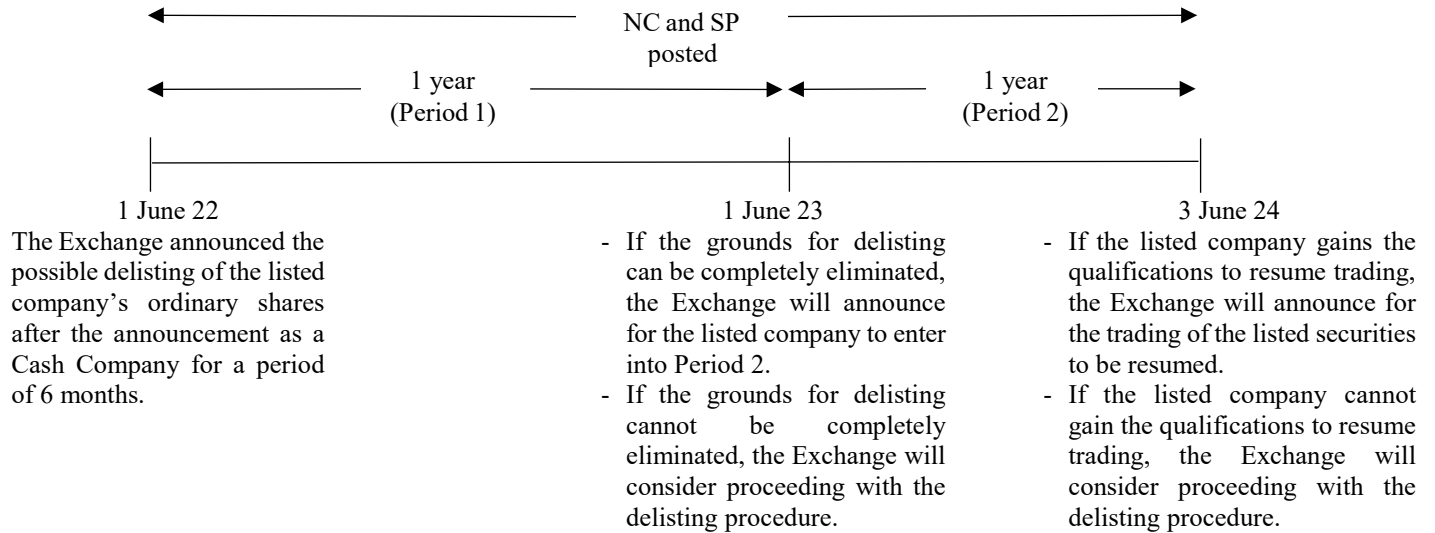 NC and SP
posted
1 year
(Period 1)
1 year
(Period 2)
1 June 22
The Exchange announced the
possible delisting of the listed
company’s ordinary shares
after the announcement as a
Cash Company for a period
of 6 months.
1 June 23
- If the grounds for delisting
can be completely eliminated,
the Exchange will announce
for the listed company to enter
into Period 2.
- If the grounds for delisting
cannot be completely
eliminated, the Exchange will
consider proceeding with the
delisting procedure.
3 June 24
- If the listed company gains the
qualifications to resume trading,
the Exchange will announce for
the trading of the listed securities
to be resumed.
- If the listed company cannot
gain the qualifications to resume
trading, the Exchange will
consider proceeding with the
delisting procedure.